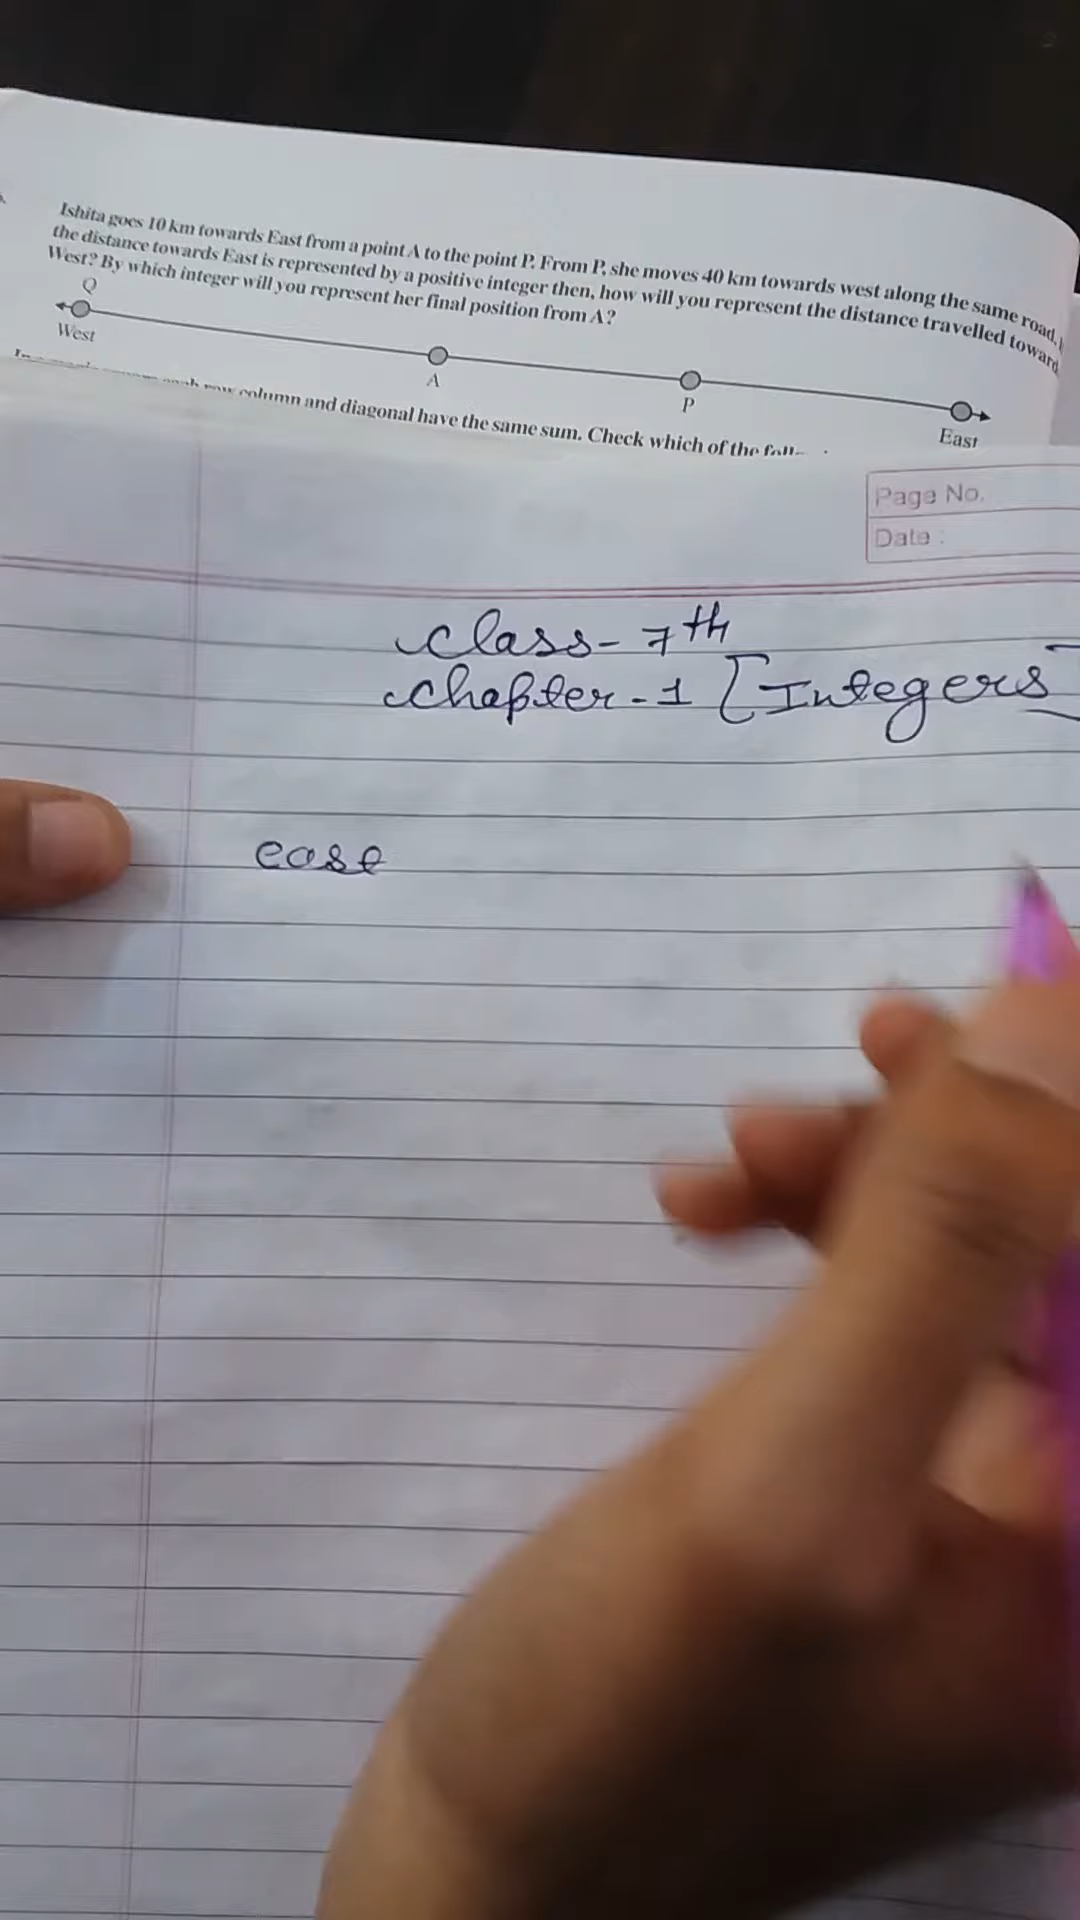 Ishita goes 10 km towards East from a point A to the point P. From P, she moves 40 km towards west along the same road.
the distance towards East is represented by a positive integer then, how will you represent the distance travelled toward
West? By which integer will you represent her final position from A?
Q
West
A
P
East
column and diagonal have the same sum. Check which of the
Page No.
Date :
class-7th
chapter-1 [Integers]
east